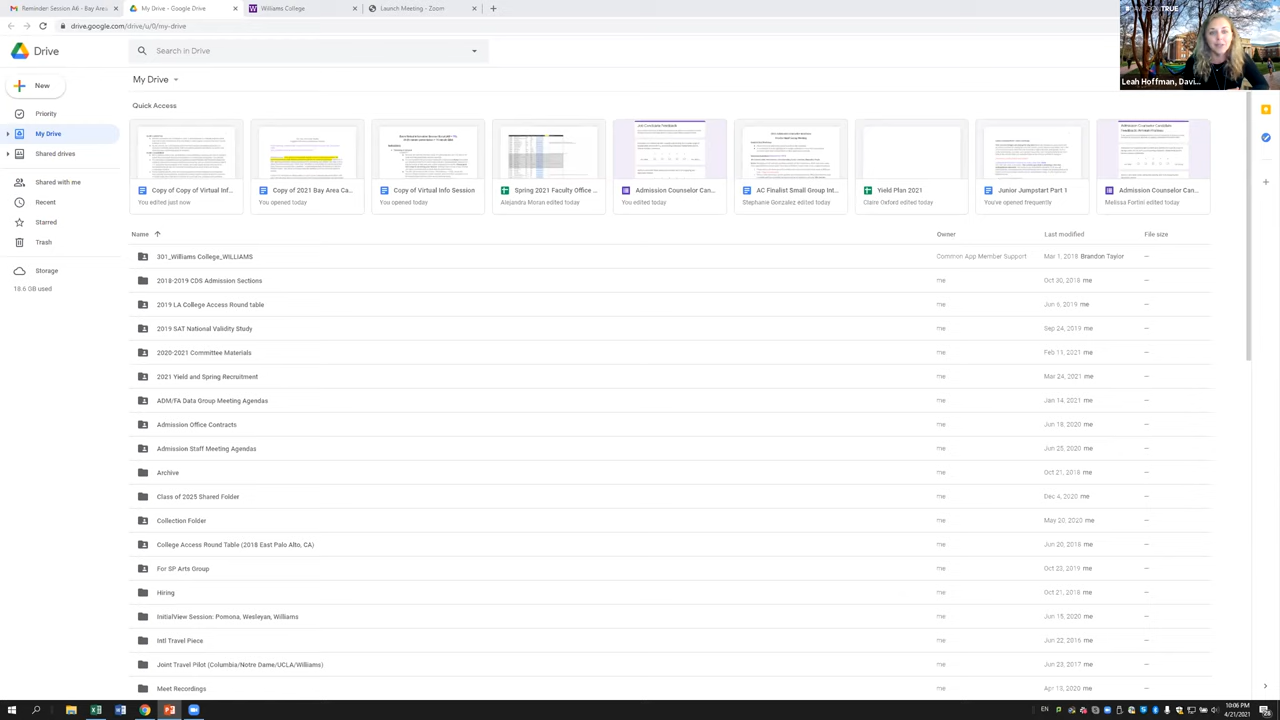 Reminder: Session A6 - Bay Area
My Drive - Google Drive
Williams College
Launch Meeting - Zoom
drive.google.com/drive/u/0/my-drive
Drive
Search in Drive
#DAVIDSONTRUE
Leah Hoffman, Davi...
New
My Drive
Quick Access
Priority
My Drive
Shared drives
Shared with me
Recent
Starred
Trash
Storage
18.6 GB used
Copy of Copy of Virtual Info...
You edited just now
Copy of 2021 Bay Area Ca...
You opened today
Copy of Virtual Info Session
You opened today
Spring 2021 Faculty Office ...
Alejandra Moran edited today
Job Candidate Feedback
Admission Counselor Can...
You edited today
AC Finalist Small Group Int...
Stephanie Gonzalez edited today
Yield Plan 2021
Claire Oxford edited today
Junior Jumpstart Part 1
You've opened frequently
Admission Counselor Candidate
Admission Counselor Can...
Melissa Fortini edited today
Name Owner Last modified File size
301_Williams College_WILLIAMS Common App Member Support Mar 1, 2018 Brandon Taylor —
2018-2019 CDS Admission Sections me Oct 30, 2018 me —
2019 LA College Access Round table me Jun 6, 2019 me —
2019 SAT National Validity Study me Sep 24, 2019 me —
2020-2021 Committee Materials me Feb 11, 2021 me —
2021 Yield and Spring Recruitment me Mar 24, 2021 me —
ADM/FA Data Group Meeting Agendas me Jan 14, 2021 me —
Admission Office Contracts me Jun 18, 2020 me —
Admission Staff Meeting Agendas me Jun 25, 2020 me —
Archive me Oct 21, 2018 me —
Class of 2025 Shared Folder me Dec 4, 2020 me —
Collection Folder me May 20, 2020 me —
College Access Round Table (2018 East Palo Alto, CA) me Jun 20, 2018 me —
For SP Arts Group me Oct 23, 2019 me —
Hiring me Oct 21, 2018 me —
InitialView Session: Pomona, Wesleyan, Williams me Jun 15, 2020 me —
Intl Travel Piece me Jun 22, 2016 me —
Joint Travel Pilot (Columbia/Notre Dame/UCLA/Williams) me Jun 23, 2017 me —
Meet Recordings me Apr 13, 2020 me —
EN
10:06 PM
4/21/2021